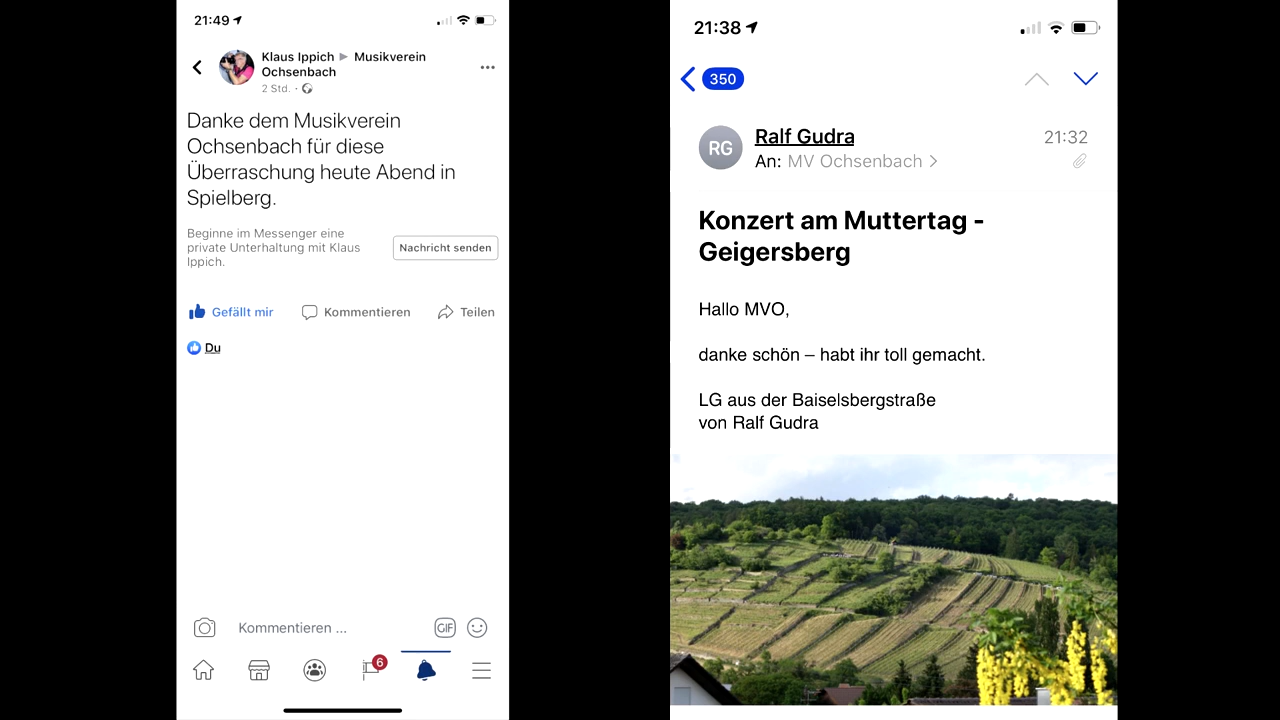 21:49
Klaus Ippich ▶ Musikverein
Ochsenbach
2 Std. ·
Danke dem Musikverein
Ochsenbach für diese
Überraschung heute Abend in
Spielberg.
Beginne im Messenger eine
private Unterhaltung mit Klaus
Ippich.
Nachricht senden
Gefällt mir
Kommentieren
Teilen
Du
Kommentieren ...
GIF
6
21:38
350
RG
Ralf Gudra
21:32
An: MV Ochsenbach
Konzert am Muttertag -
Geigersberg
Hallo MVO,
danke schön – habt ihr toll gemacht.
LG aus der Baiselsbergstraße
von Ralf Gudra